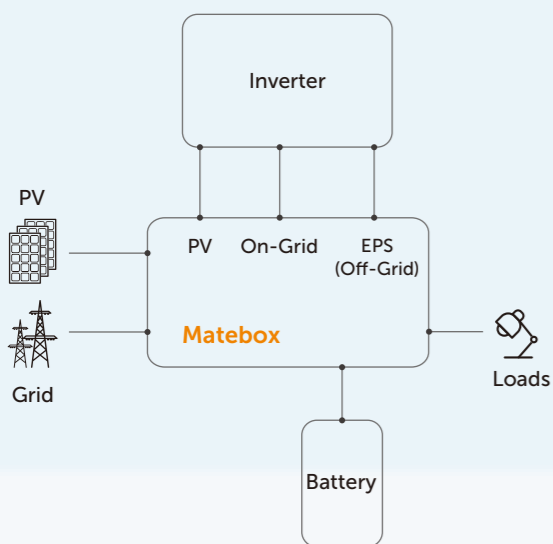 Inverter
PV
PV On-Grid EPS
(Off-Grid)
Matebox
Grid
Loads
Battery